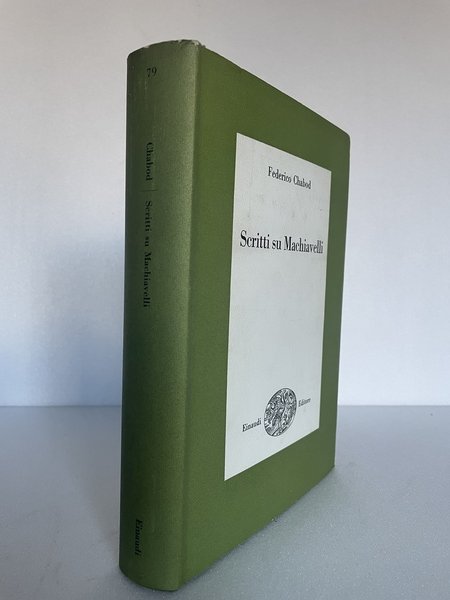 79
Chabod Scritti su Machiavelli
Einaudi
Federico Chabod
Scritti su Machiavelli
Einaudi Editore